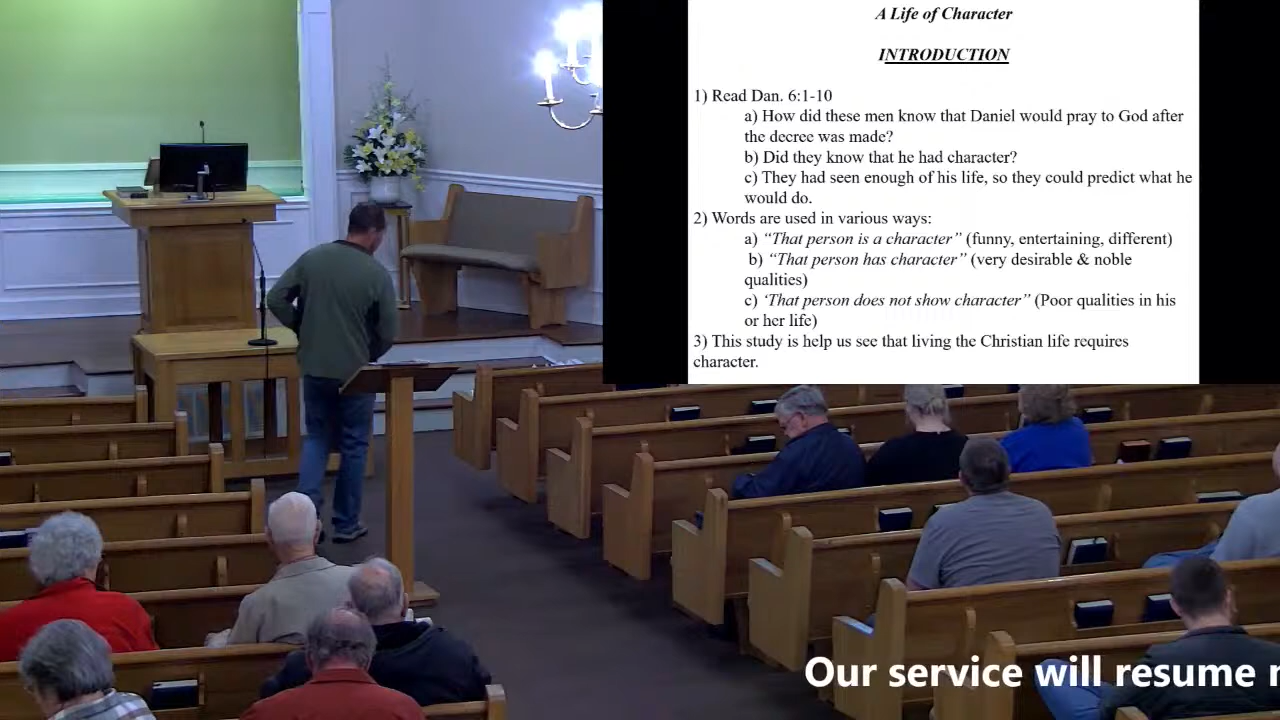 A Life of Character
INTRODUCTION
1) Read Dan. 6:1-10
a) How did these men know that Daniel would pray to God after
the decree was made?
b) Did they know that he had character?
c) They had seen enough of his life, so they could predict what he
would do.
2) Words are used in various ways:
a) “That person is a character” (funny, entertaining, different)
b) “That person has character” (very desirable & noble
qualities)
c) ‘That person does not show character” (Poor qualities in his
or her life)
3) This study is help us see that living the Christian life requires
character.
Our service will resume